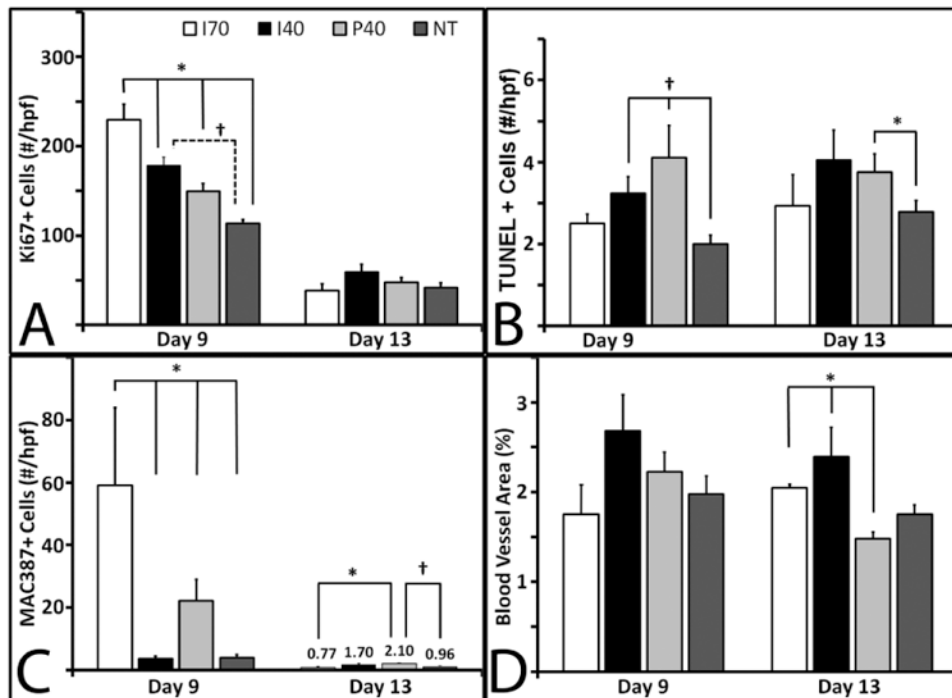 I70 I40 P40 NT
Ki67+ Cells (#/hpf)
300
200
100
*
†
A
Day 9 Day 13
TUNEL + Cells (#/hpf)
6
4
2
†
*
B
Day 9 Day 13
MAC387+ Cells (#/hpf)
80
60
40
20
*
*
†
0.77 1.70 2.10 0.96
C
Day 9 Day 13
Blood Vessel Area (%)
3
2
1
*
D
Day 9 Day 13